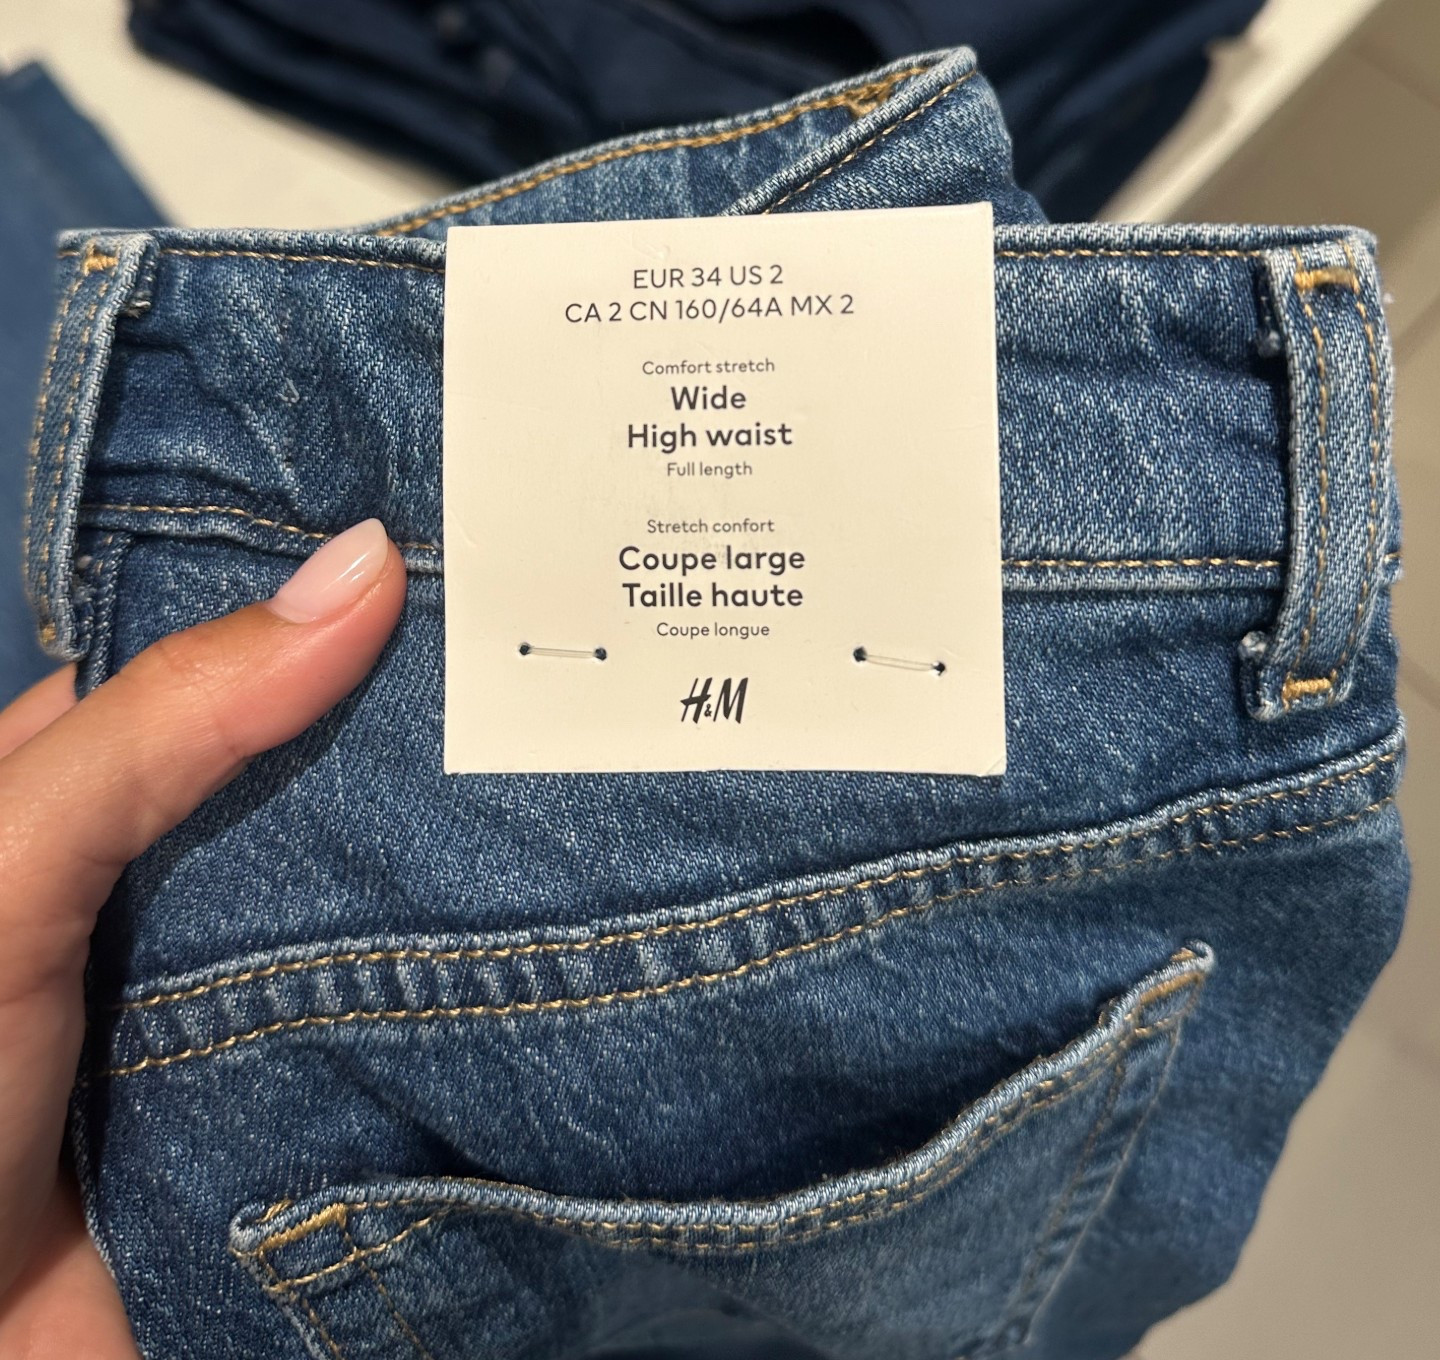 EUR 34 US 2
CA 2 CN 160/64A MX 2
Comfort stretch
Wide
High waist
Full length
Stretch confort
Coupe large
Taille haute
Coupe longue
H&M